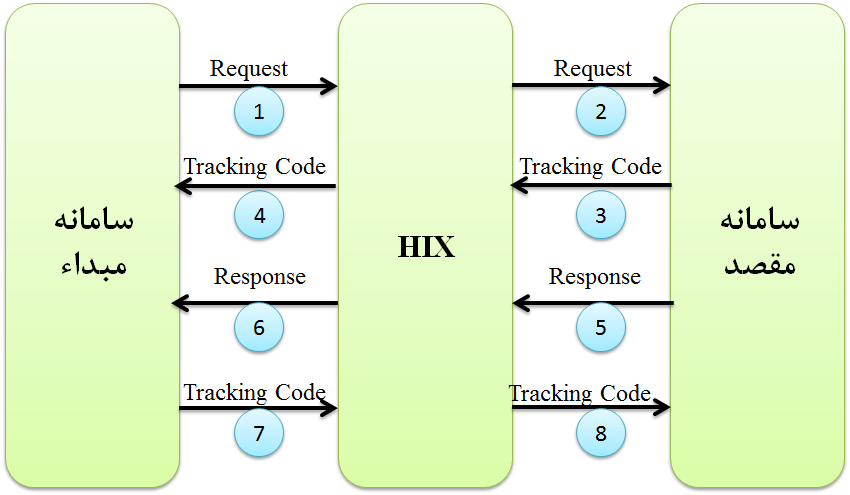 Request
1
Request
2
Tracking Code
4
Tracking Code
3
سامانه
مبداء
HIX
سامانه
مقصد
Response
6
Response
5
Tracking Code
7
Tracking Code
8